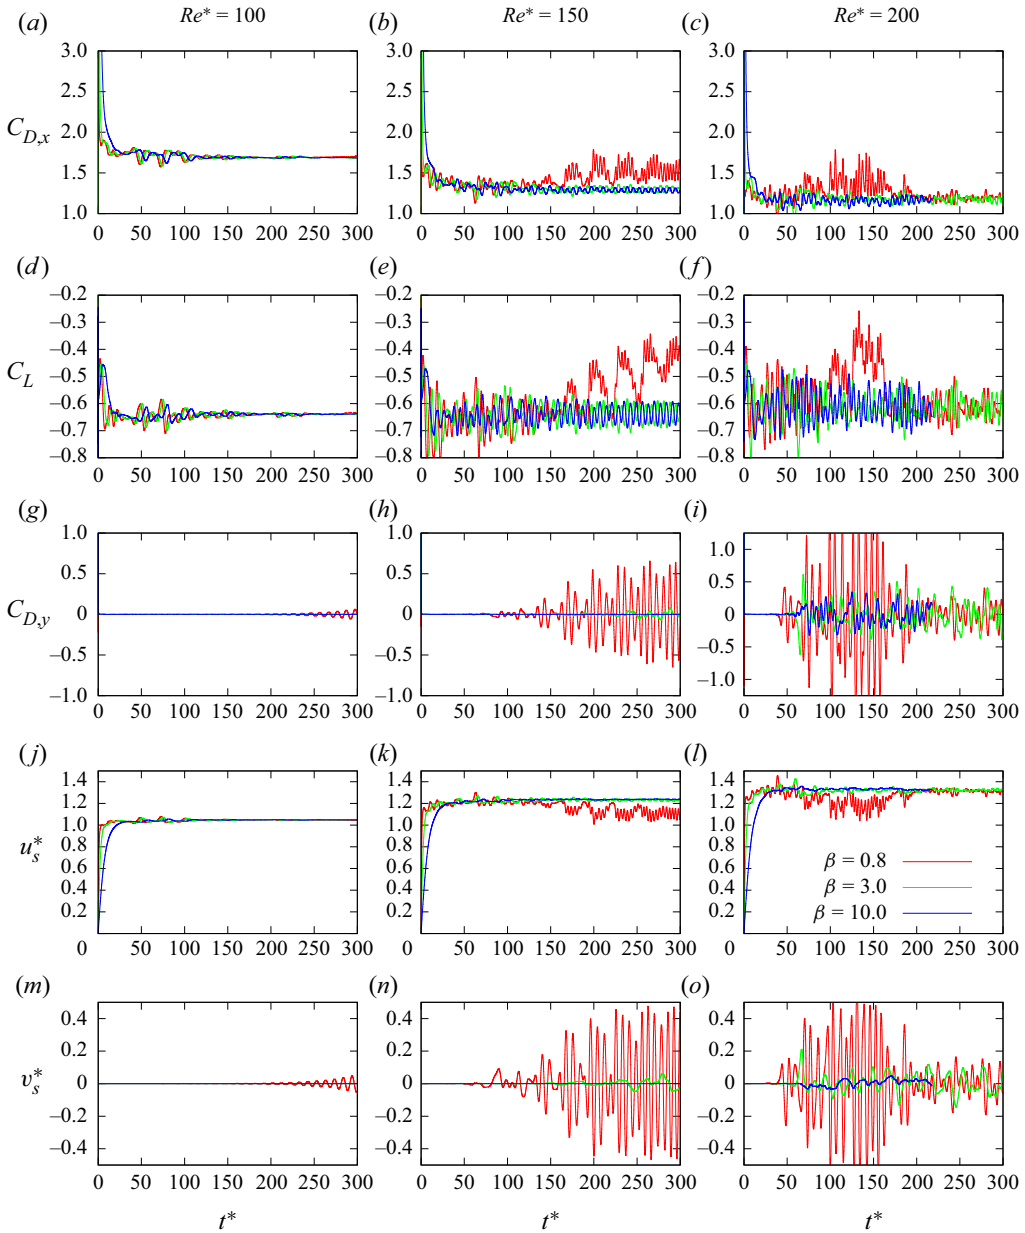 (a) Re* = 100 (b) Re* = 150 (c) Re* = 200
3.0 3.0 3.0
2.5 2.5 2.5
C_{D,x} 2.0 2.0 2.0
1.5 1.5 1.5
1.0 1.0 1.0
0 50 100 150 200 250 300 0 50 100 150 200 250 300 0 50 100 150 200 250 300
(d) (e) (f)
–0.2 –0.2 –0.2
–0.3 –0.3 –0.3
–0.4 –0.4 –0.4
C_L –0.5 –0.5 –0.5
–0.6 –0.6 –0.6
–0.7 –0.7 –0.7
–0.8 –0.8 –0.8
0 50 100 150 200 250 300 0 50 100 150 200 250 300 0 50 100 150 200 250 300
(g) (h) (i)
1.0 1.0 1.0
0.5 0.5 0.5
C_{D,y} 0 0 0
–0.5 –0.5 –0.5
–1.0 –1.0 –1.0
0 50 100 150 200 250 300 0 50 100 150 200 250 300 0 50 100 150 200 250 300
(j) (k) (l)
1.4 1.4 1.4
1.2 1.2 1.2
1.0 1.0 1.0
u_s^* 0.8 0.8 0.8
0.6 0.6 0.6 β = 0.8
0.4 0.4 0.4 β = 3.0
0.2 0.2 0.2 β = 10.0
0 50 100 150 200 250 300 0 50 100 150 200 250 300 0 50 100 150 200 250 300
(m) (n) (o)
0.4 0.4 0.4
0.2 0.2 0.2
v_s^* 0 0 0
–0.2 –0.2 –0.2
–0.4 –0.4 –0.4
0 50 100 150 200 250 300 0 50 100 150 200 250 300 0 50 100 150 200 250 300
t* t* t*